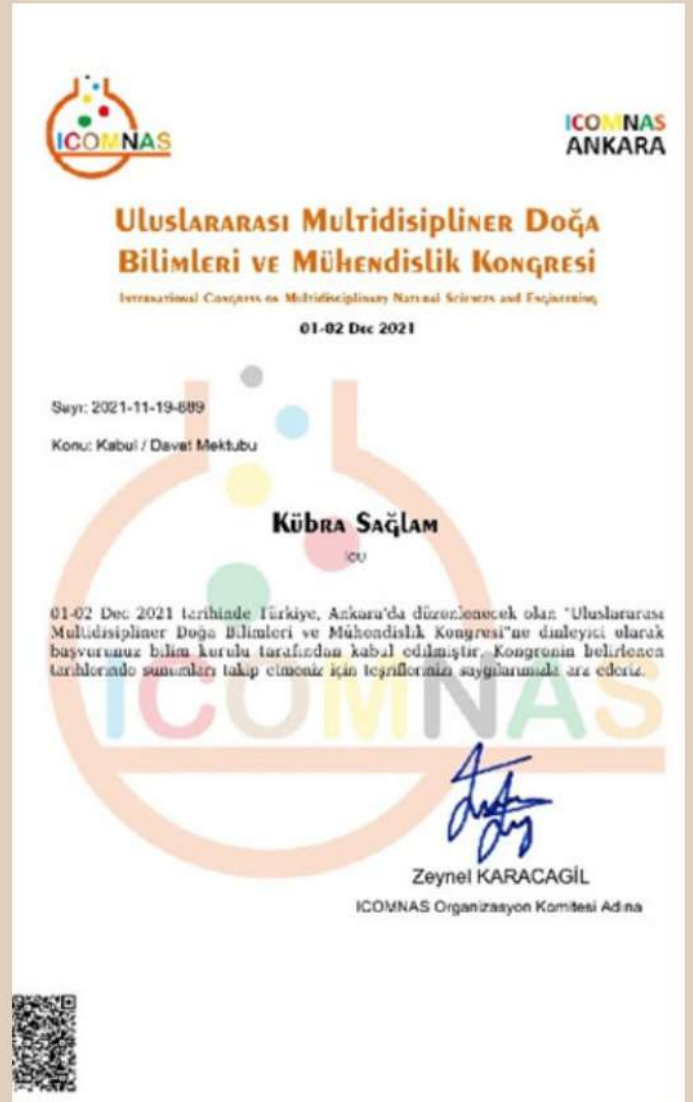 ICOMNAS
ICOMNAS
ANKARA
Uluslararası Multidisipliner Doğa
Bilimleri ve Mühendislik Kongresi
International Congress on Multidisciplinary Natural Sciences and Engineering
01-02 Dec 2021
Sayı: 2021-11-19-689
Konu: Kabul / Davet Mektubu
Kübra Sağlam
01-02 Dec 2021 tarihinde Türkiye, Ankara'da düzenlenecek olan "Uluslararası
Multidisipliner Doğa Bilimleri ve Mühendislik Kongresi"ne dinleyici olarak
başvurunuz bilim kurulu tarafından kabul edilmiştir. Kongrenin belirlenen
tarihlerinde sunumları takip etmeniz için teşriflerinizi saygılarımızla arz ederiz.
ICOMNAS
Zeynel KARACAGİL
ICOMNAS Organizasyon Komitesi Adına